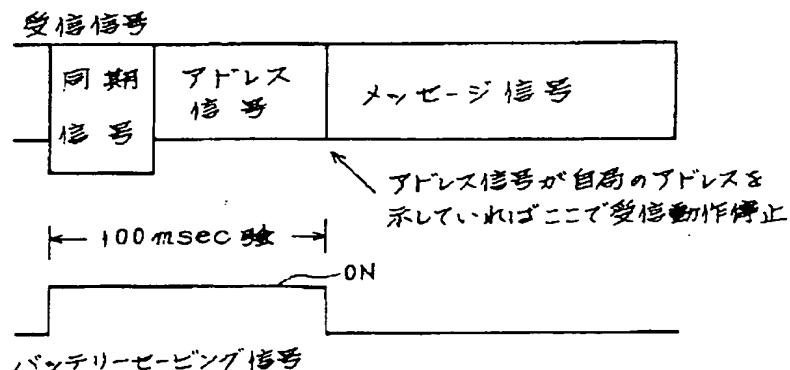 受信信号
同期
信号
アドレス
信号
メッセージ信号
アドレス信号が自局のアドレスを
示していればここで受信動作停止
100msec
ON
バッテリーセービング信号